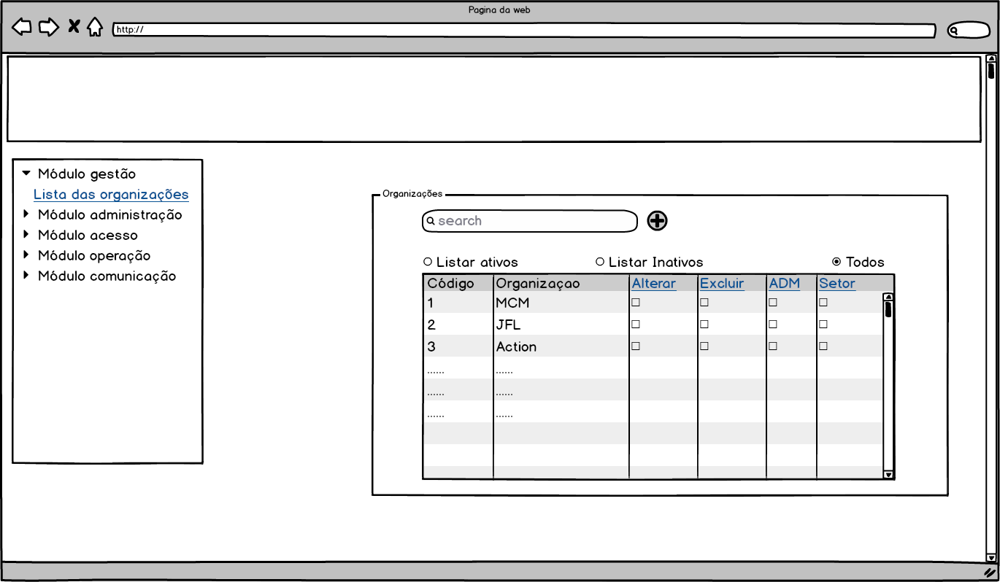 Pagina da web
http://
Módulo gestão
Lista das organizações
Módulo administração
Módulo acesso
Módulo operação
Módulo comunicação
Organizações
search
Listar ativos Listar Inativos Todos
Código Organizaçao Alterar Excluir ADM Setor
1 MCM
2 JFL
3 Action
...... ......
...... ......
...... ......